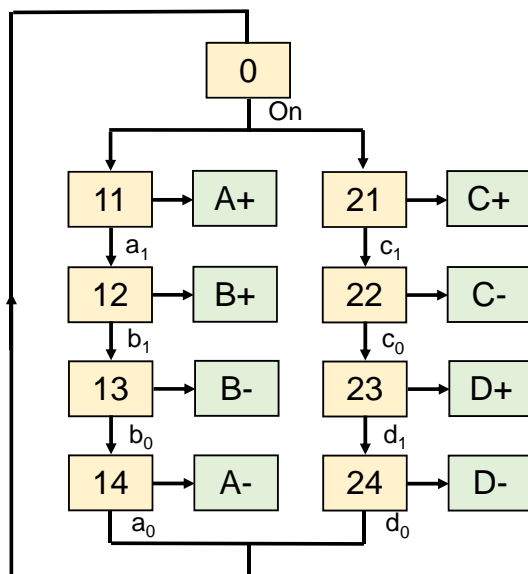 0
On
11 A+ 21 C+
a₁ c₁
12 B+ 22 C-
b₁ c₀
13 B- 23 D+
b₀ d₁
14 A- 24 D-
a₀ d₀